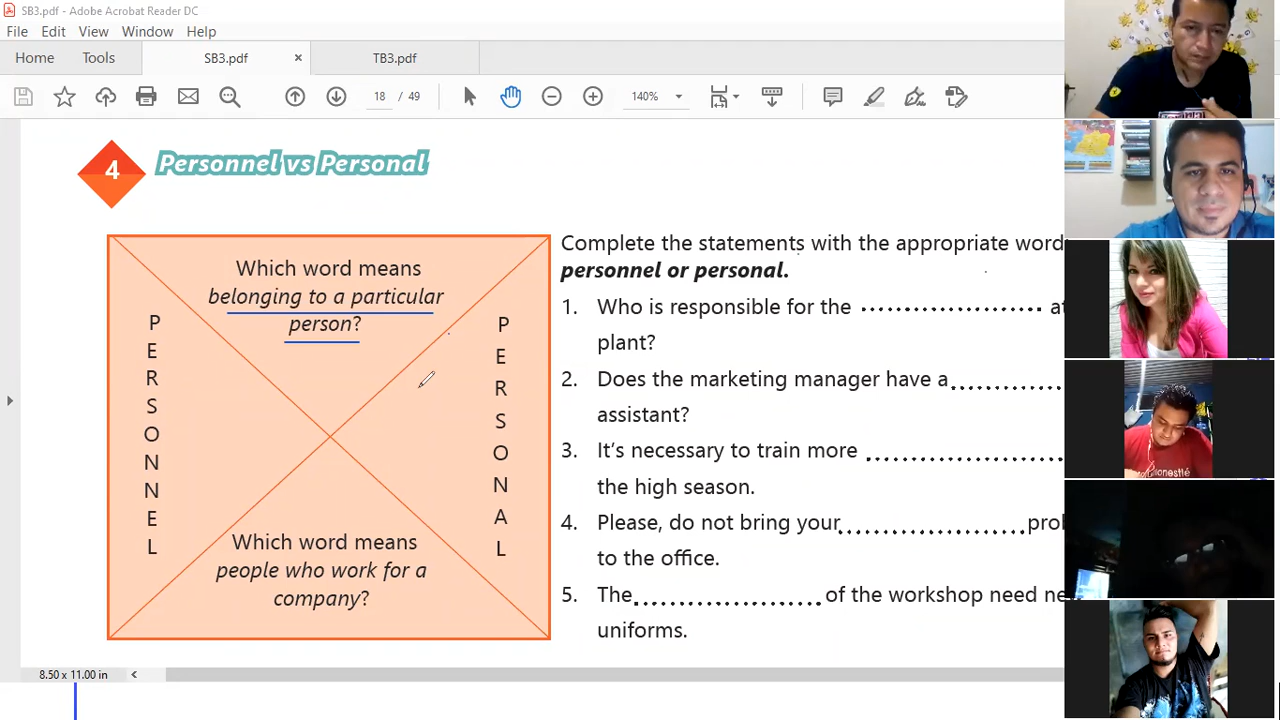 SB3.pdf - Adobe Acrobat Reader DC
File Edit View Window Help
Home Tools SB3.pdf × TB3.pdf
18 / 49 140%
4 Personnel vs Personal
Which word means
belonging to a particular
person?
PERSONNEL
PERSONAL
Which word means
people who work for a
company?
Complete the statements with the appropriate word
personnel or personal.
1. Who is responsible for the .................... at
plant?
2. Does the marketing manager have a............
assistant?
3. It's necessary to train more ....................
the high season.
4. Please, do not bring your....................
to the office.
5. The.................... of the workshop need
uniforms.
8.50 x 11.00 in